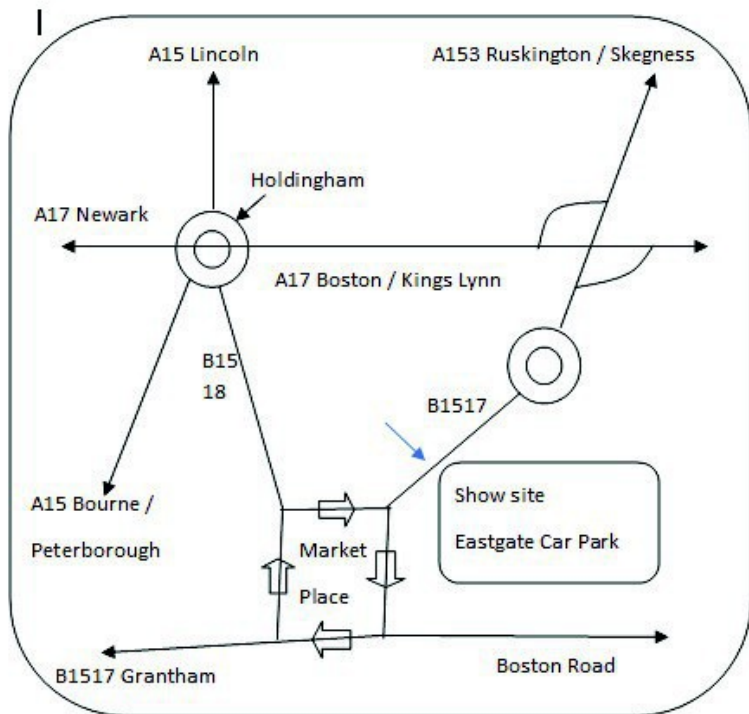 A15 Lincoln
A153 Ruskington / Skegness
Holdingham
A17 Newark
A17 Boston / Kings Lynn
B15
18
B1517
A15 Bourne /
Peterborough
Show site
Eastgate Car Park
Market
Place
B1517 Grantham
Boston Road